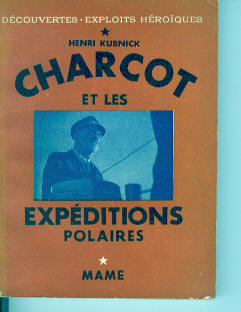 DÉCOUVERTES · EXPLOITS HÉROÏQUES
HENRI KUBNICK
CHARCOT
ET LES
EXPÉDITIONS
POLAIRES
MAME